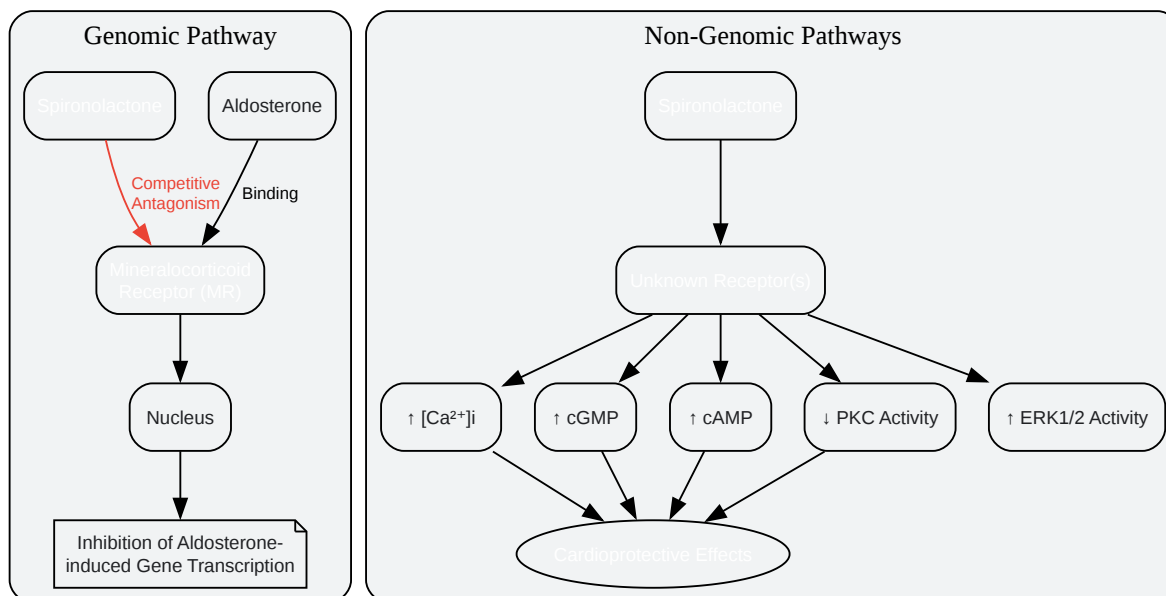 Genomic Pathway
Spironolactone
Aldosterone
Competitive
Antagonism
Binding
Mineralocorticoid
Receptor (MR)
Nucleus
Inhibition of Aldosterone-
induced Gene Transcription
Non-Genomic Pathways
Spironolactone
Unknown Receptor(s)
↑ [Ca²⁺]i
↑ cGMP
↑ cAMP
↓ PKC Activity
↑ ERK1/2 Activity
Cardioprotective Effects